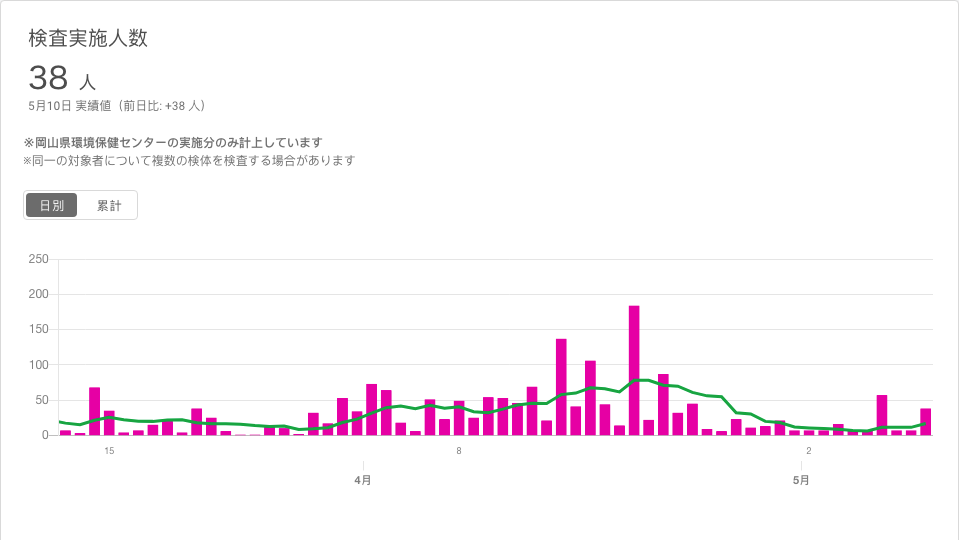 検査実施人数
38 人
5月10日 実績値（前日比: +38 人）
※岡山県環境保健センターの実施分のみ計上しています
※同一の対象者について複数の検体を検査する場合があります
日別 累計
250
200
150
100
50
0
15 8 2
4月 5月